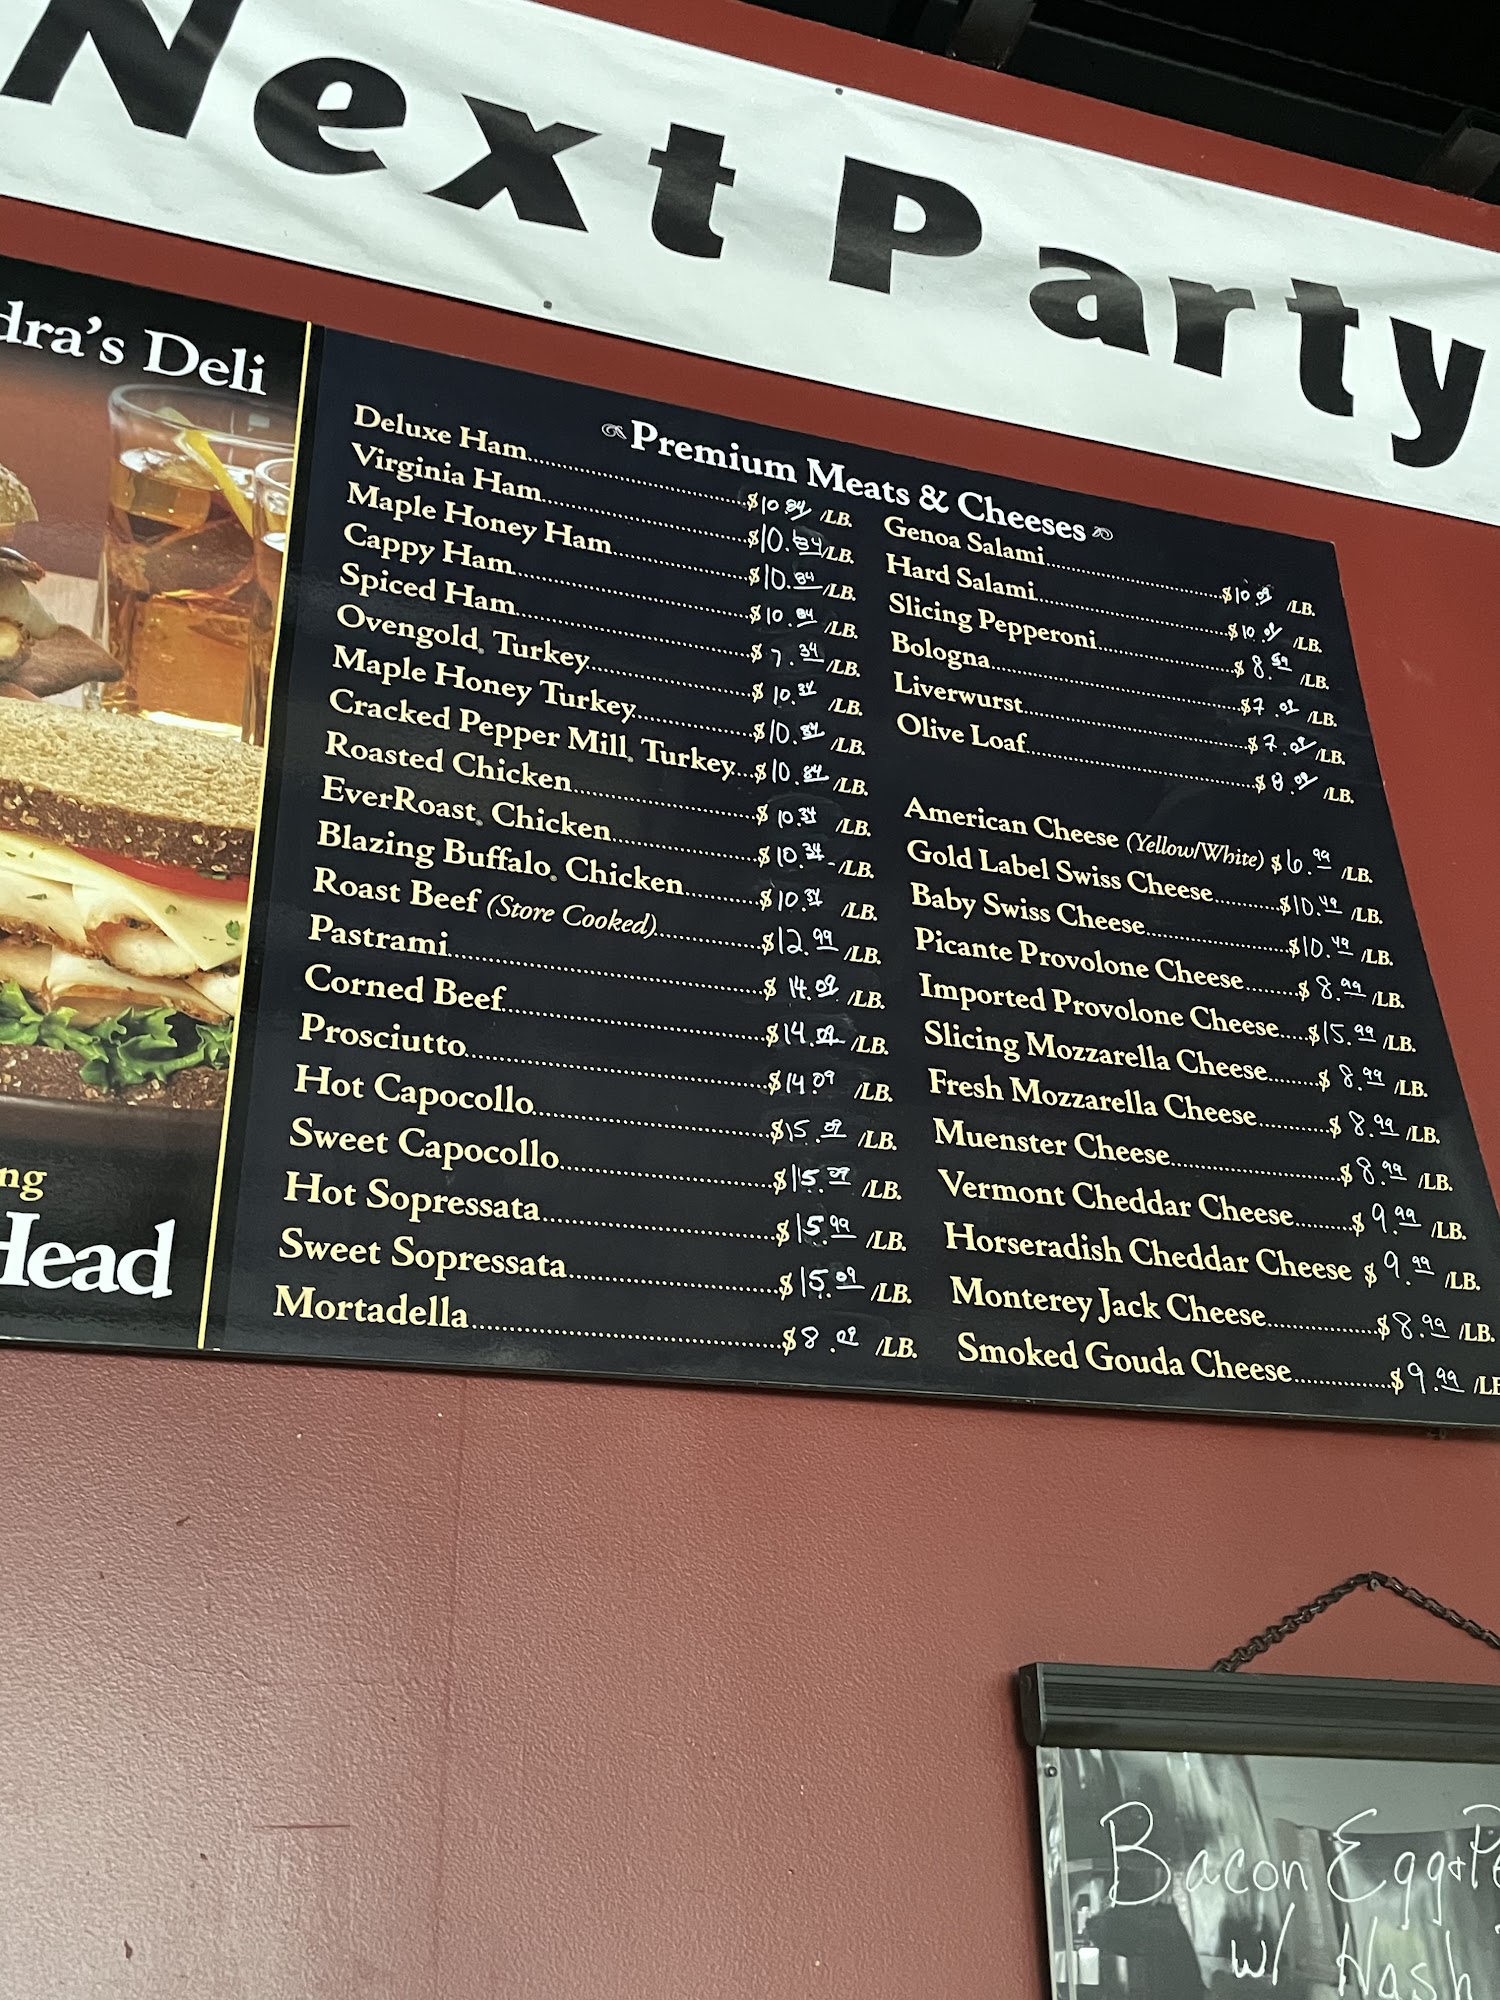 Next Party
dra's Deli
ng
Head
Premium Meats & Cheeses
Deluxe Ham $10.84 /LB.
Virginia Ham $10.84 /LB.
Maple Honey Ham $10.84 /LB.
Cappy Ham $10.84 /LB.
Spiced Ham $7.34 /LB.
Ovengold® Turkey $10.34 /LB.
Maple Honey Turkey $10.84 /LB.
Cracked Pepper Mill® Turkey $10.84 /LB.
Roasted Chicken $10.34 /LB.
EverRoast® Chicken $10.34 /LB.
Blazing Buffalo® Chicken $10.34 /LB.
Roast Beef (Store Cooked) $12.99 /LB.
Pastrami $14.09 /LB.
Corned Beef $14.09 /LB.
Prosciutto $14.09 /LB.
Hot Capocollo $15.09 /LB.
Sweet Capocollo $15.09 /LB.
Hot Sopressata $15.99 /LB.
Sweet Sopressata $15.09 /LB.
Mortadella $8.09 /LB.
Genoa Salami $10.09 /LB.
Hard Salami $10.09 /LB.
Slicing Pepperoni $8.59 /LB.
Bologna $7.09 /LB.
Liverwurst $7.09 /LB.
Olive Loaf $8.09 /LB.
American Cheese (Yellow/White) $6.99 /LB.
Gold Label Swiss Cheese $10.49 /LB.
Baby Swiss Cheese $10.49 /LB.
Picante Provolone Cheese $8.99 /LB.
Imported Provolone Cheese $15.99 /LB.
Slicing Mozzarella Cheese $8.99 /LB.
Fresh Mozzarella Cheese $8.99 /LB.
Muenster Cheese $8.99 /LB.
Vermont Cheddar Cheese $9.99 /LB.
Horseradish Cheddar Cheese $9.99 /LB.
Monterey Jack Cheese $8.99 /LB.
Smoked Gouda Cheese $9.99 /LB
Bacon Egg +
w/ Hash